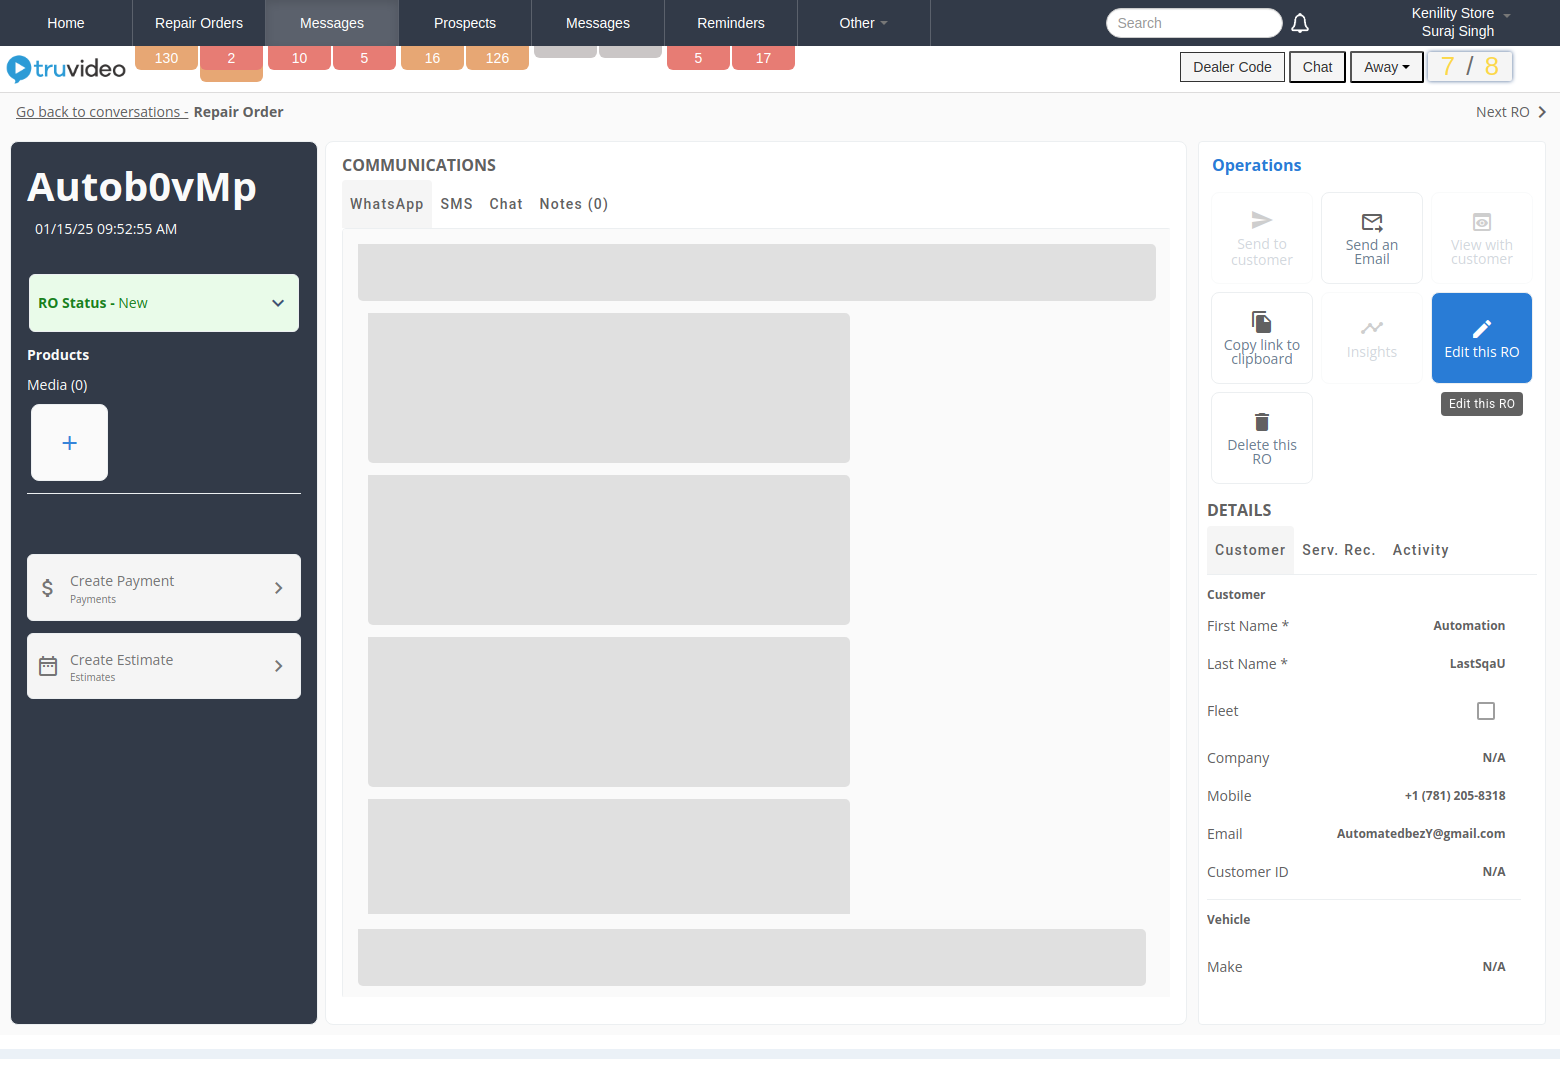 Home
Repair Orders
Messages
Prospects
Messages
Reminders
Other
Search
Kenility Store
Suraj Singh
truvideo
130
2
10
5
16
126
5
17
Dealer Code
Chat
Away
7 / 8
Go back to conversations - Repair Order
Next RO
Autob0vMp
01/15/25 09:52:55 AM
RO Status - New
Products
Media (0)
+
Create Payment
Payments
Create Estimate
Estimates
COMMUNICATIONS
WhatsApp
SMS
Chat
Notes (0)
Operations
Send to
customer
Send an
Email
View with
customer
Copy link to
clipboard
Insights
Edit this RO
Edit this RO
Delete this
RO
DETAILS
Customer
Serv. Rec.
Activity
Customer
First Name * Automation
Last Name * LastSqaU
Fleet
Company N/A
Mobile +1 (781) 205-8318
Email AutomatedbezY@gmail.com
Customer ID N/A
Vehicle
Make N/A